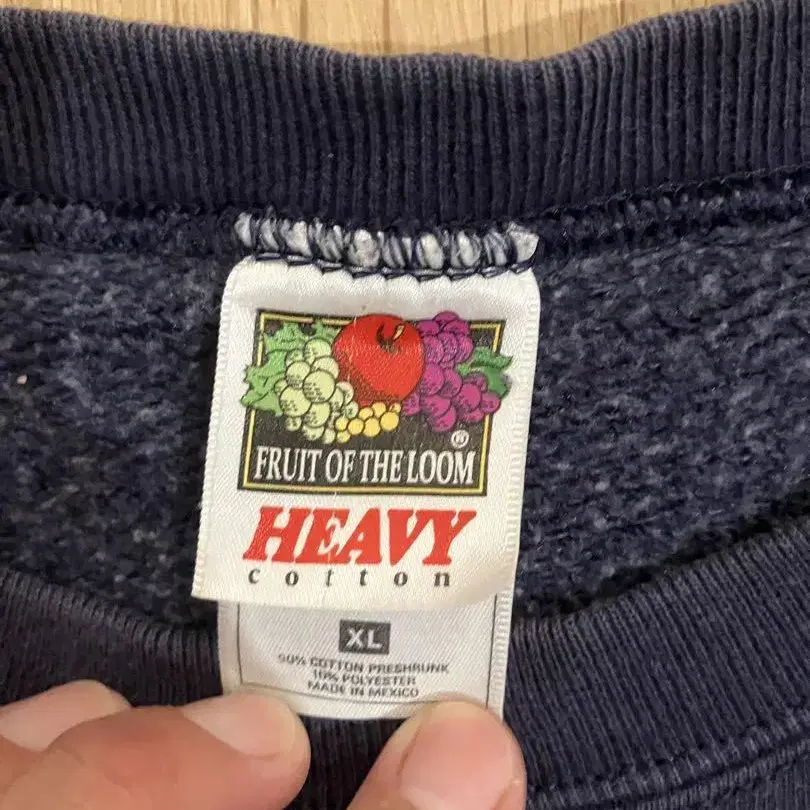 ®
FRUIT OF THE LOOM
HEAVY
cotton
XL
90% COTTON PRESHRUNK
10% POLYESTER
MADE IN MEXICO